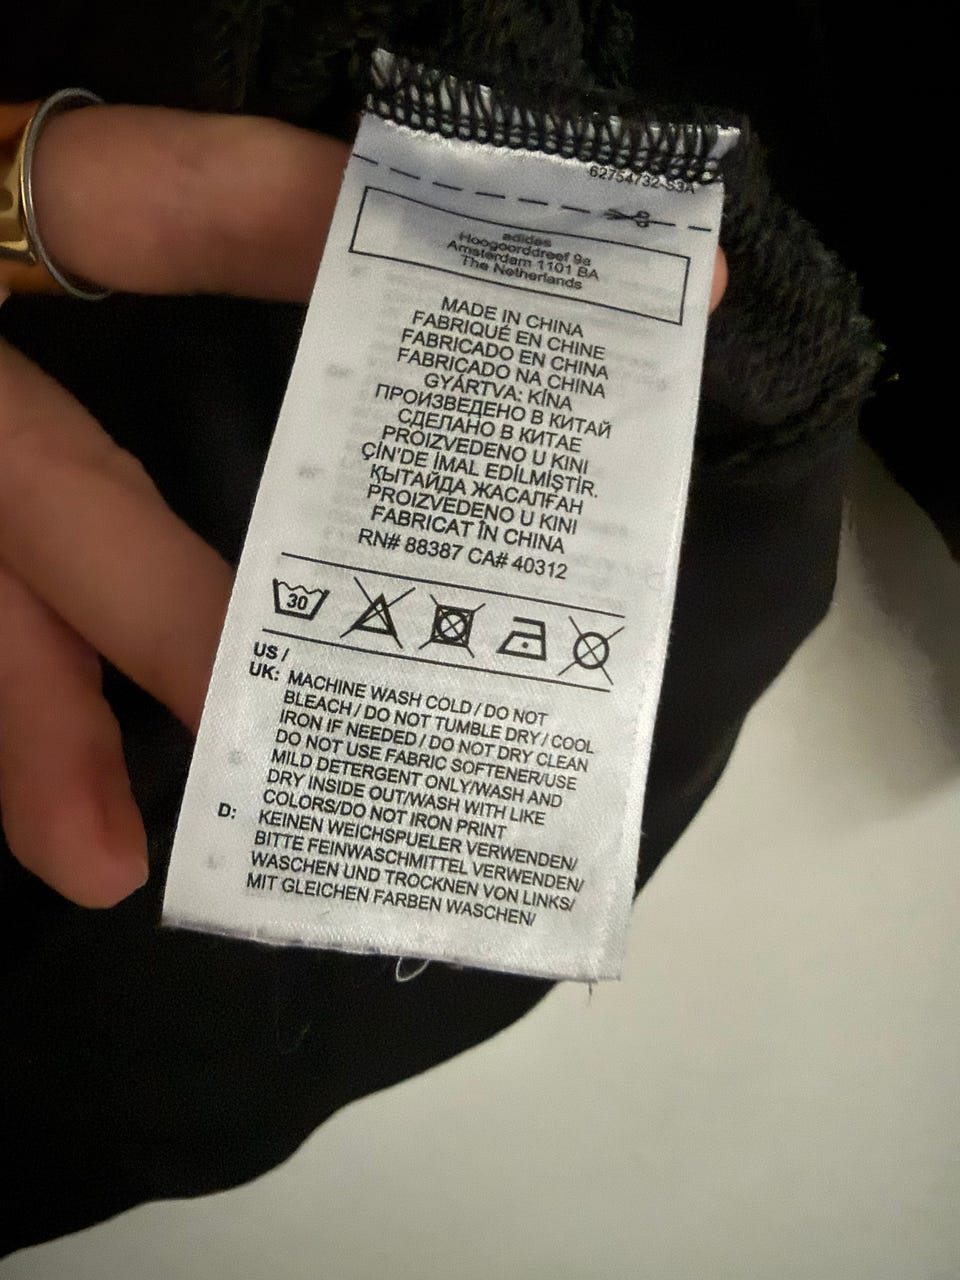 62754732-S3A
adidas
Hoogoorddreef 9a
Amsterdam 1101 BA
The Netherlands
MADE IN CHINA
FABRIQUÉ EN CHINE
FABRICADO EN CHINA
FABRICADO NA CHINA
GYÁRTVA: KÍNA
ПРОИЗВЕДЕНО В КИТАЙ
СДЕЛАНО В КИТАЕ
PROIZVEDENO U KINI
ÇİN'DE İMAL EDİLMİŞTİR.
ҚЫТАЙДА ЖАСАЛҒАН
PROIZVEDENO U KINI
FABRICAT ÎN CHINA
RN# 88387 CA# 40312
30
US /
UK: MACHINE WASH COLD / DO NOT
BLEACH / DO NOT TUMBLE DRY / COOL
IRON IF NEEDED / DO NOT DRY CLEAN
DO NOT USE FABRIC SOFTENER/USE
MILD DETERGENT ONLY/WASH AND
DRY INSIDE OUT/WASH WITH LIKE
COLORS/DO NOT IRON PRINT
D: KEINEN WEICHSPUELER VERWENDEN/
BITTE FEINWASCHMITTEL VERWENDEN/
WASCHEN UND TROCKNEN VON LINKS/
MIT GLEICHEN FARBEN WASCHEN/